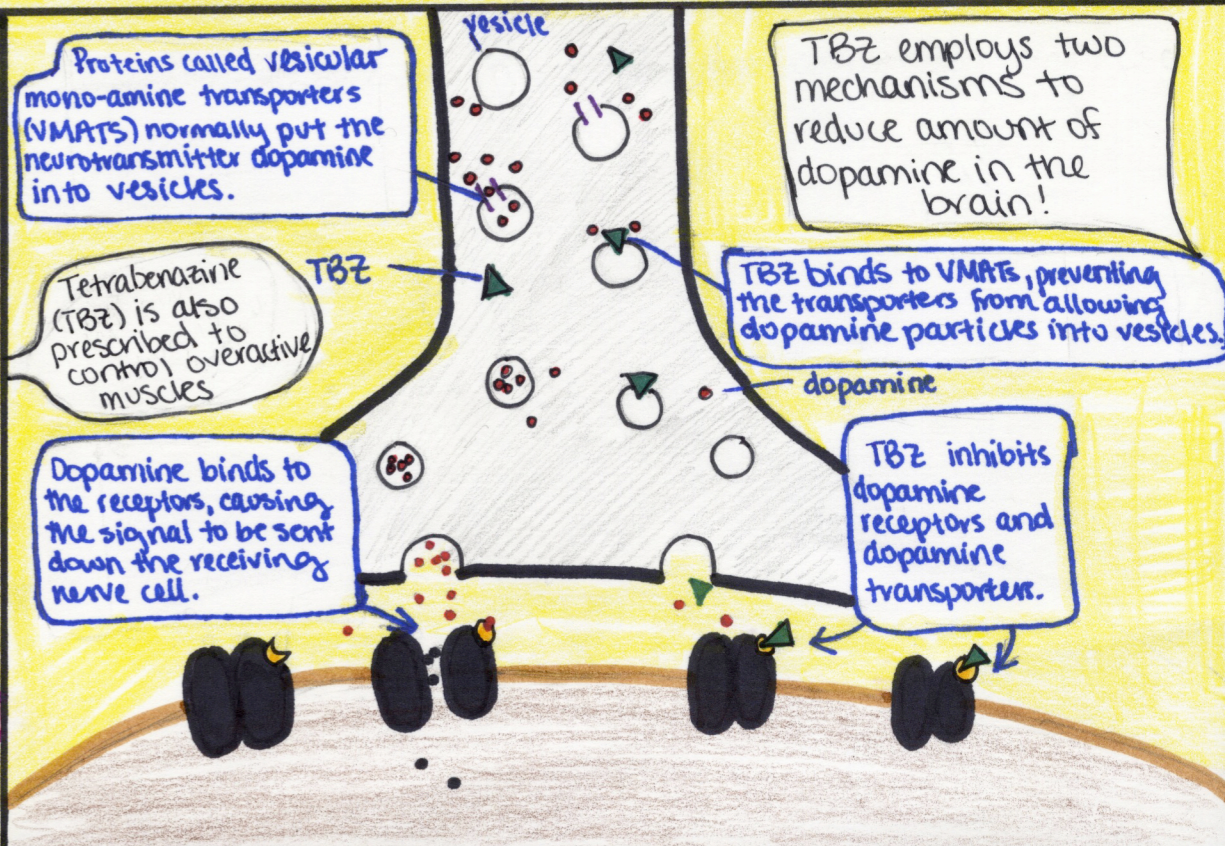 vesicle
Proteins called vesicular
mono-amine transporters
(VMATS) normally put the
neurotransmitter dopamine
into vesicles.
TBZ employs two
mechanisms to
reduce amount of
dopamine in the
brain!
Tetrabenazine
(TBZ) is also
prescribed to
control overactive
muscles
TBZ
TBZ binds to VMATs, preventing
the transporters from allowing
dopamine particles into vesicles.
dopamine
Dopamine binds to
the receptors, causing
the signal to be sent
down the receiving
nerve cell.
TBZ inhibits
dopamine
receptors and
dopamine
transporters.